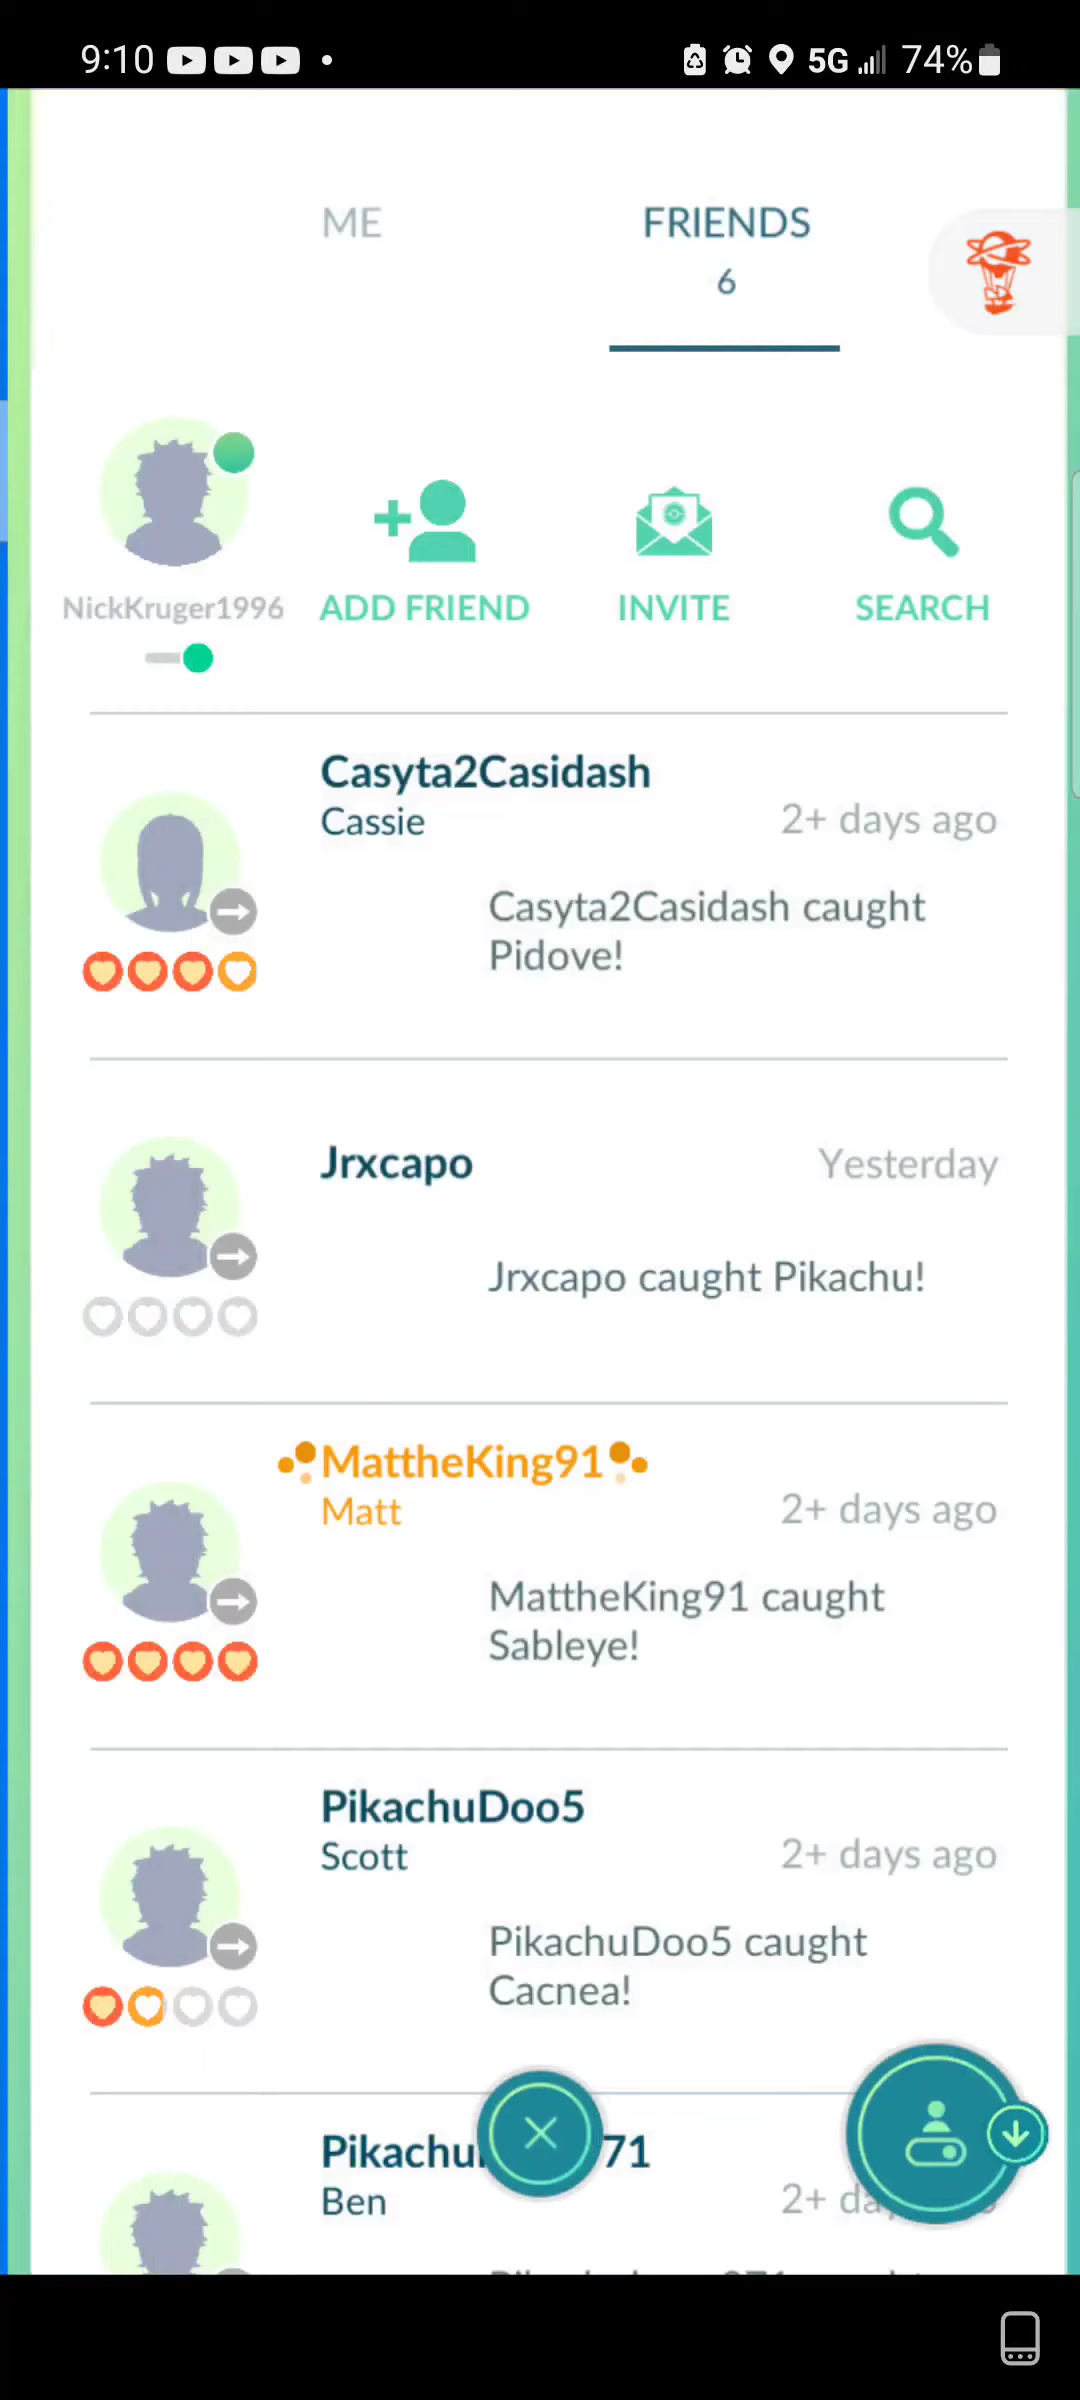 9:10
5G
74%
ME
FRIENDS
6
NickKruger1996
ADD FRIEND
INVITE
SEARCH
Casyta2Casidash
Cassie
2+ days ago
Casyta2Casidash caught
Pidove!
Jrxcapo
Yesterday
Jrxcapo caught Pikachu!
MattheKing91
Matt
2+ days ago
MattheKing91 caught
Sableye!
PikachuDoo5
Scott
2+ days ago
PikachuDoo5 caught
Cacnea!
71
Ben
2+